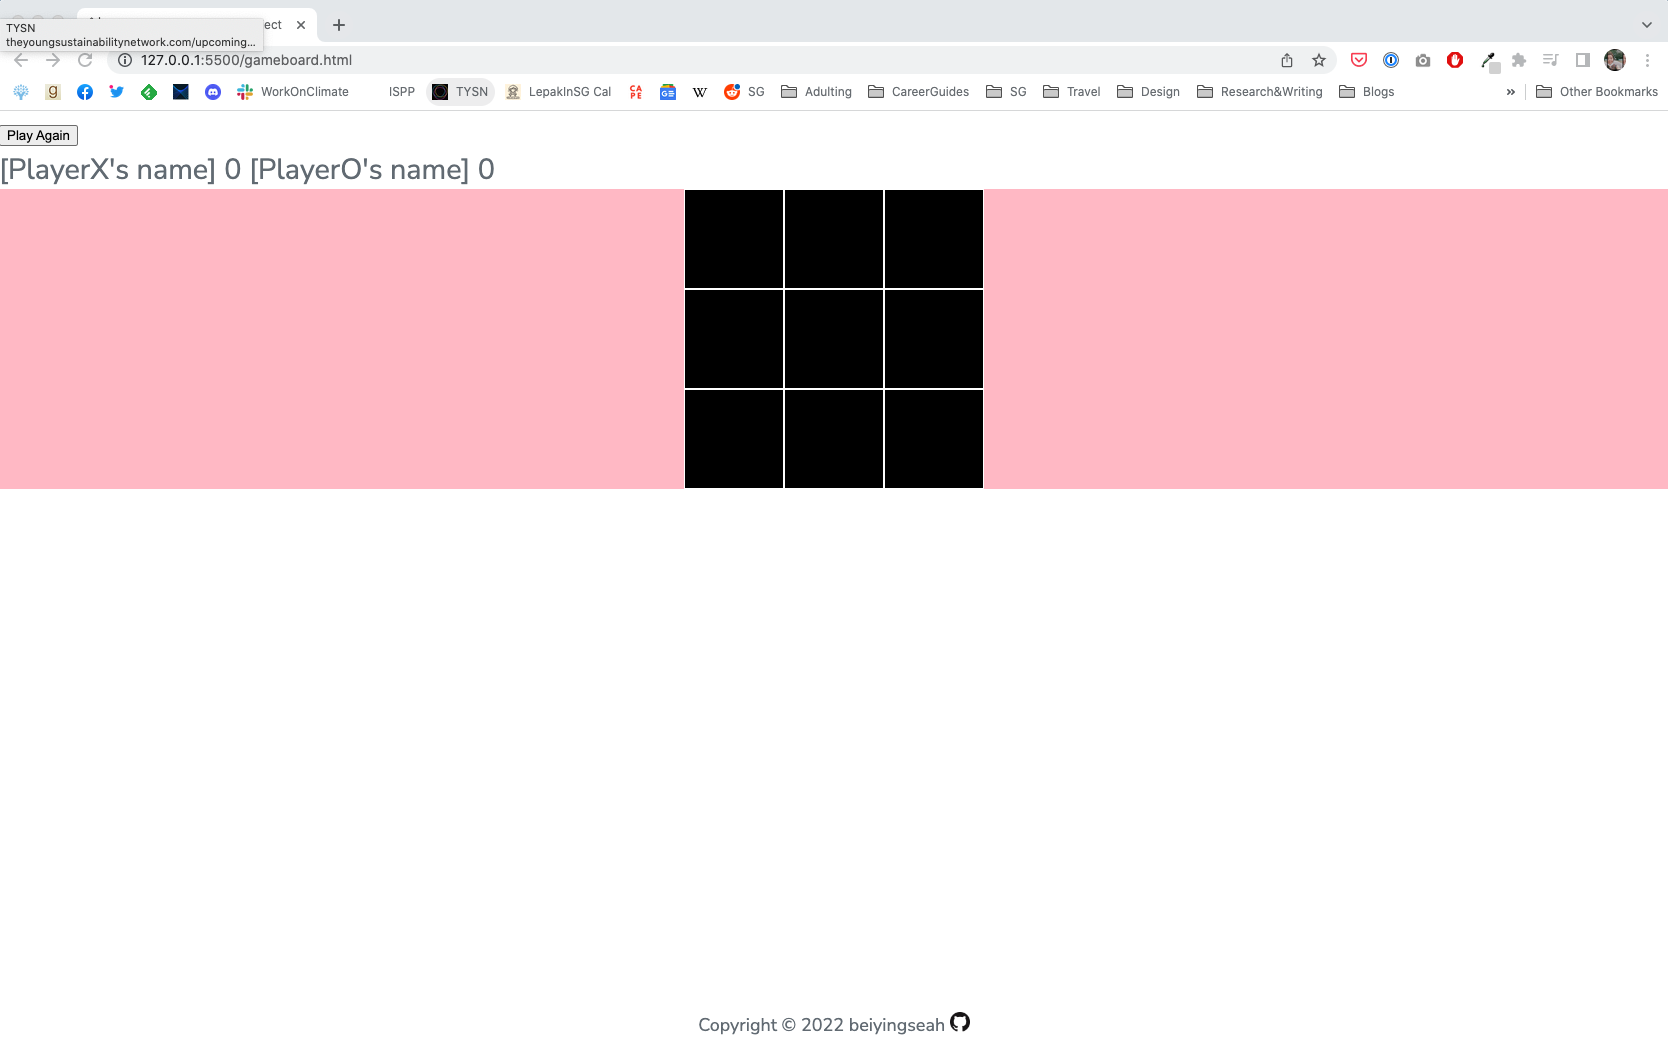 TYSN
theyoungsustainabilitynetwork.com/upcoming...
ect
127.0.0.1:5500/gameboard.html
WorkOnClimate ISPP TYSN LepakInSG Cal CAPE SG Adulting CareerGuides SG Travel Design Research&Writing Blogs » Other Bookmarks
Play Again
[PlayerX's name] 0 [PlayerO's name] 0
Copyright © 2022 beiyingseah